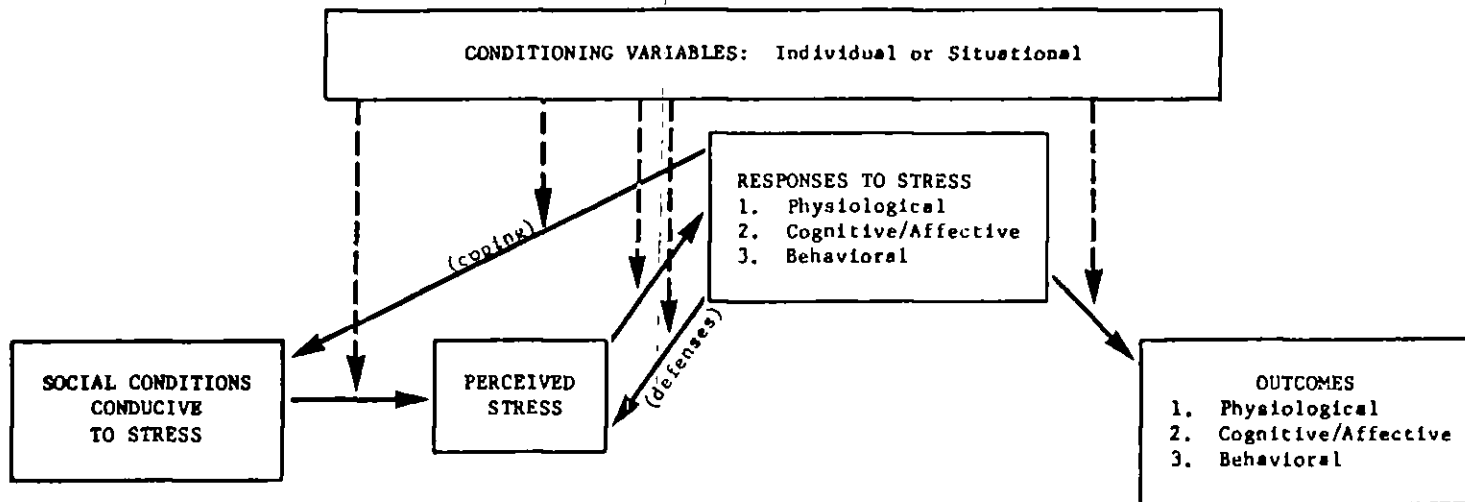 CONDITIONING VARIABLES: Individual or Situational
RESPONSES TO STRESS
1. Physiological
2. Cognitive/Affective
3. Behavioral
(coping)
(defenses)
SOCIAL CONDITIONS
CONDUCIVE
TO STRESS
PERCEIVED
STRESS
OUTCOMES
1. Physiological
2. Cognitive/Affective
3. Behavioral